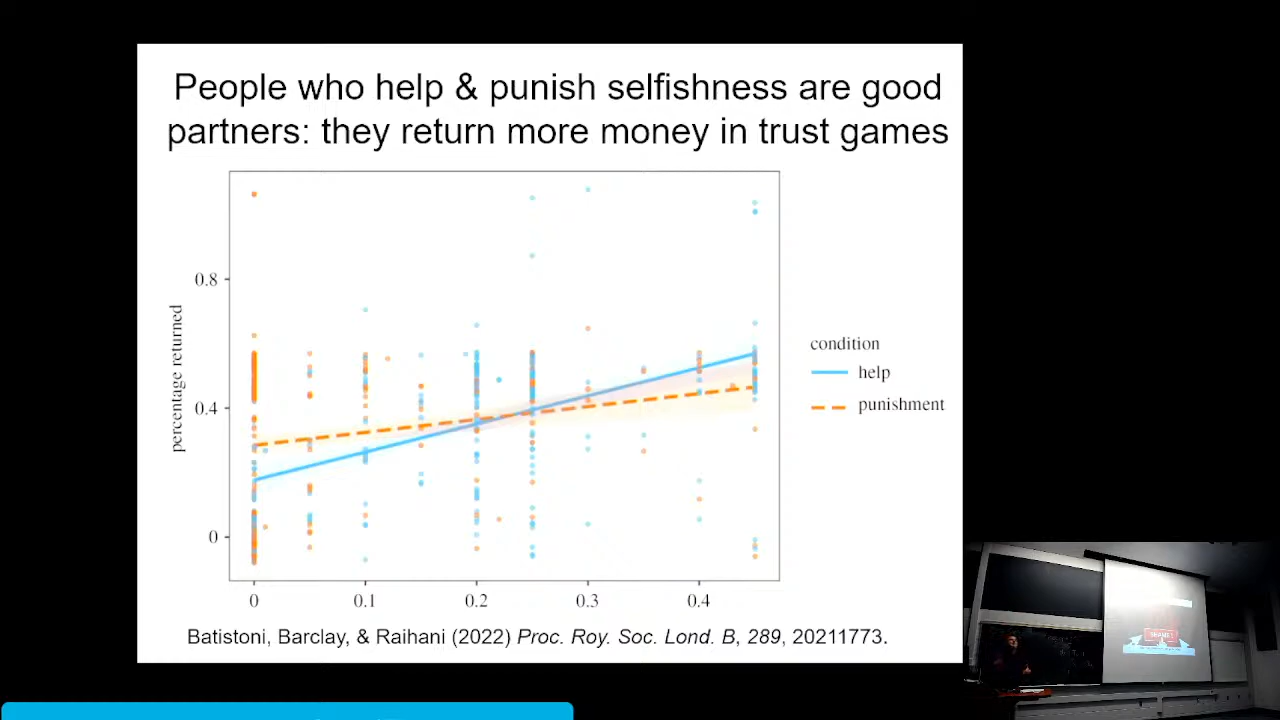 People who help & punish selfishness are good
partners: they return more money in trust games
percentage returned
0.8
0.4
0
0
0.1
0.2
0.3
0.4
condition
help
punishment
Batistoni, Barclay, & Raihani (2022) Proc. Roy. Soc. Lond. B, 289, 20211773.